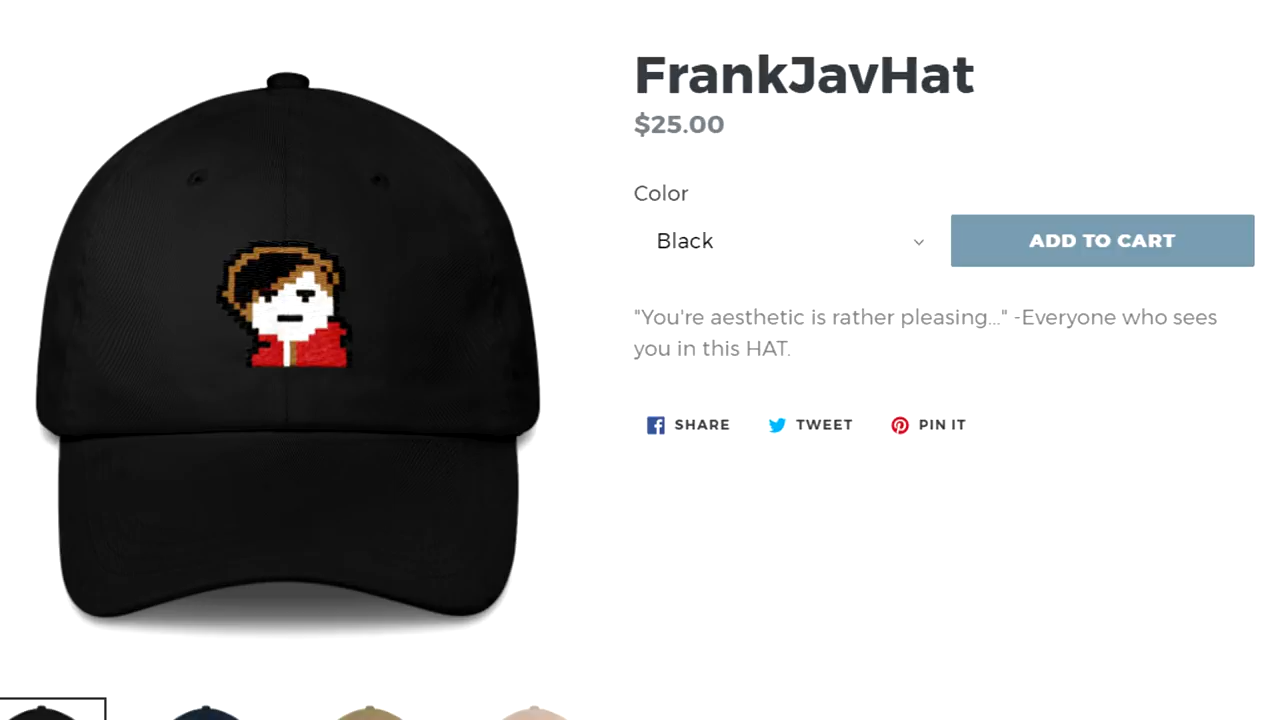 FrankJavHat
$25.00
Color
Black
ADD TO CART
"You're aesthetic is rather pleasing..." -Everyone who sees
you in this HAT.
SHARE
TWEET
PIN IT